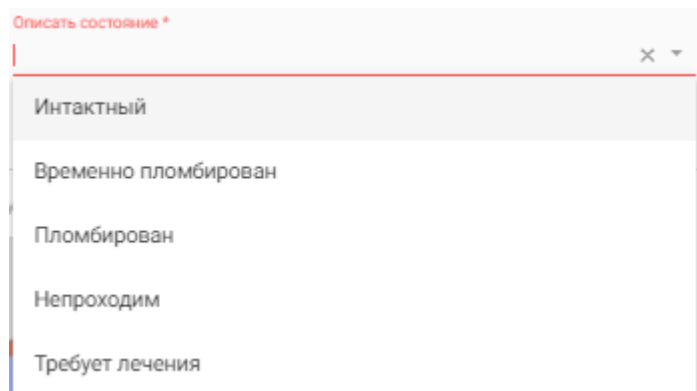 Описать состояние *
Интактный
Временно пломбирован
Пломбирован
Непроходим
Требует лечения